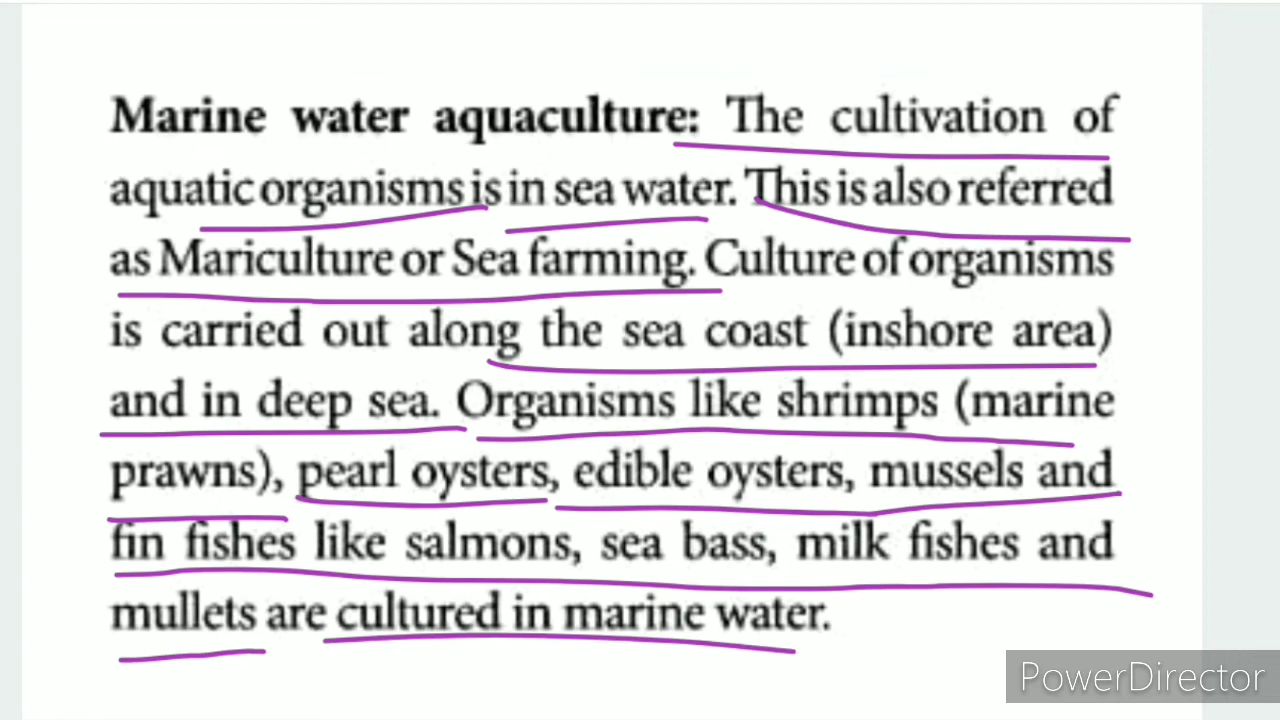 Marine water aquaculture: The cultivation of
aquatic organisms is in sea water. This is also referred
as Mariculture or Sea farming. Culture of organisms
is carried out along the sea coast (inshore area)
and in deep sea. Organisms like shrimps (marine
prawns), pearl oysters, edible oysters, mussels and
fin fishes like salmons, sea bass, milk fishes and
mullets are cultured in marine water.
PowerDirector